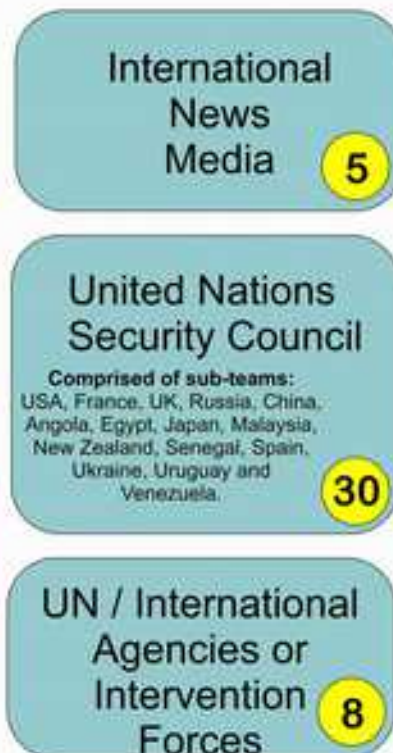 International
News
Media
5
United Nations
Security Council
Comprised of sub-teams:
USA, France, UK, Russia, China,
Angola, Egypt, Japan, Malaysia,
New Zealand, Senegal, Spain,
Ukraine, Uruguay and
Venezuela.
30
UN / International
Agencies or
Intervention
Forces
8